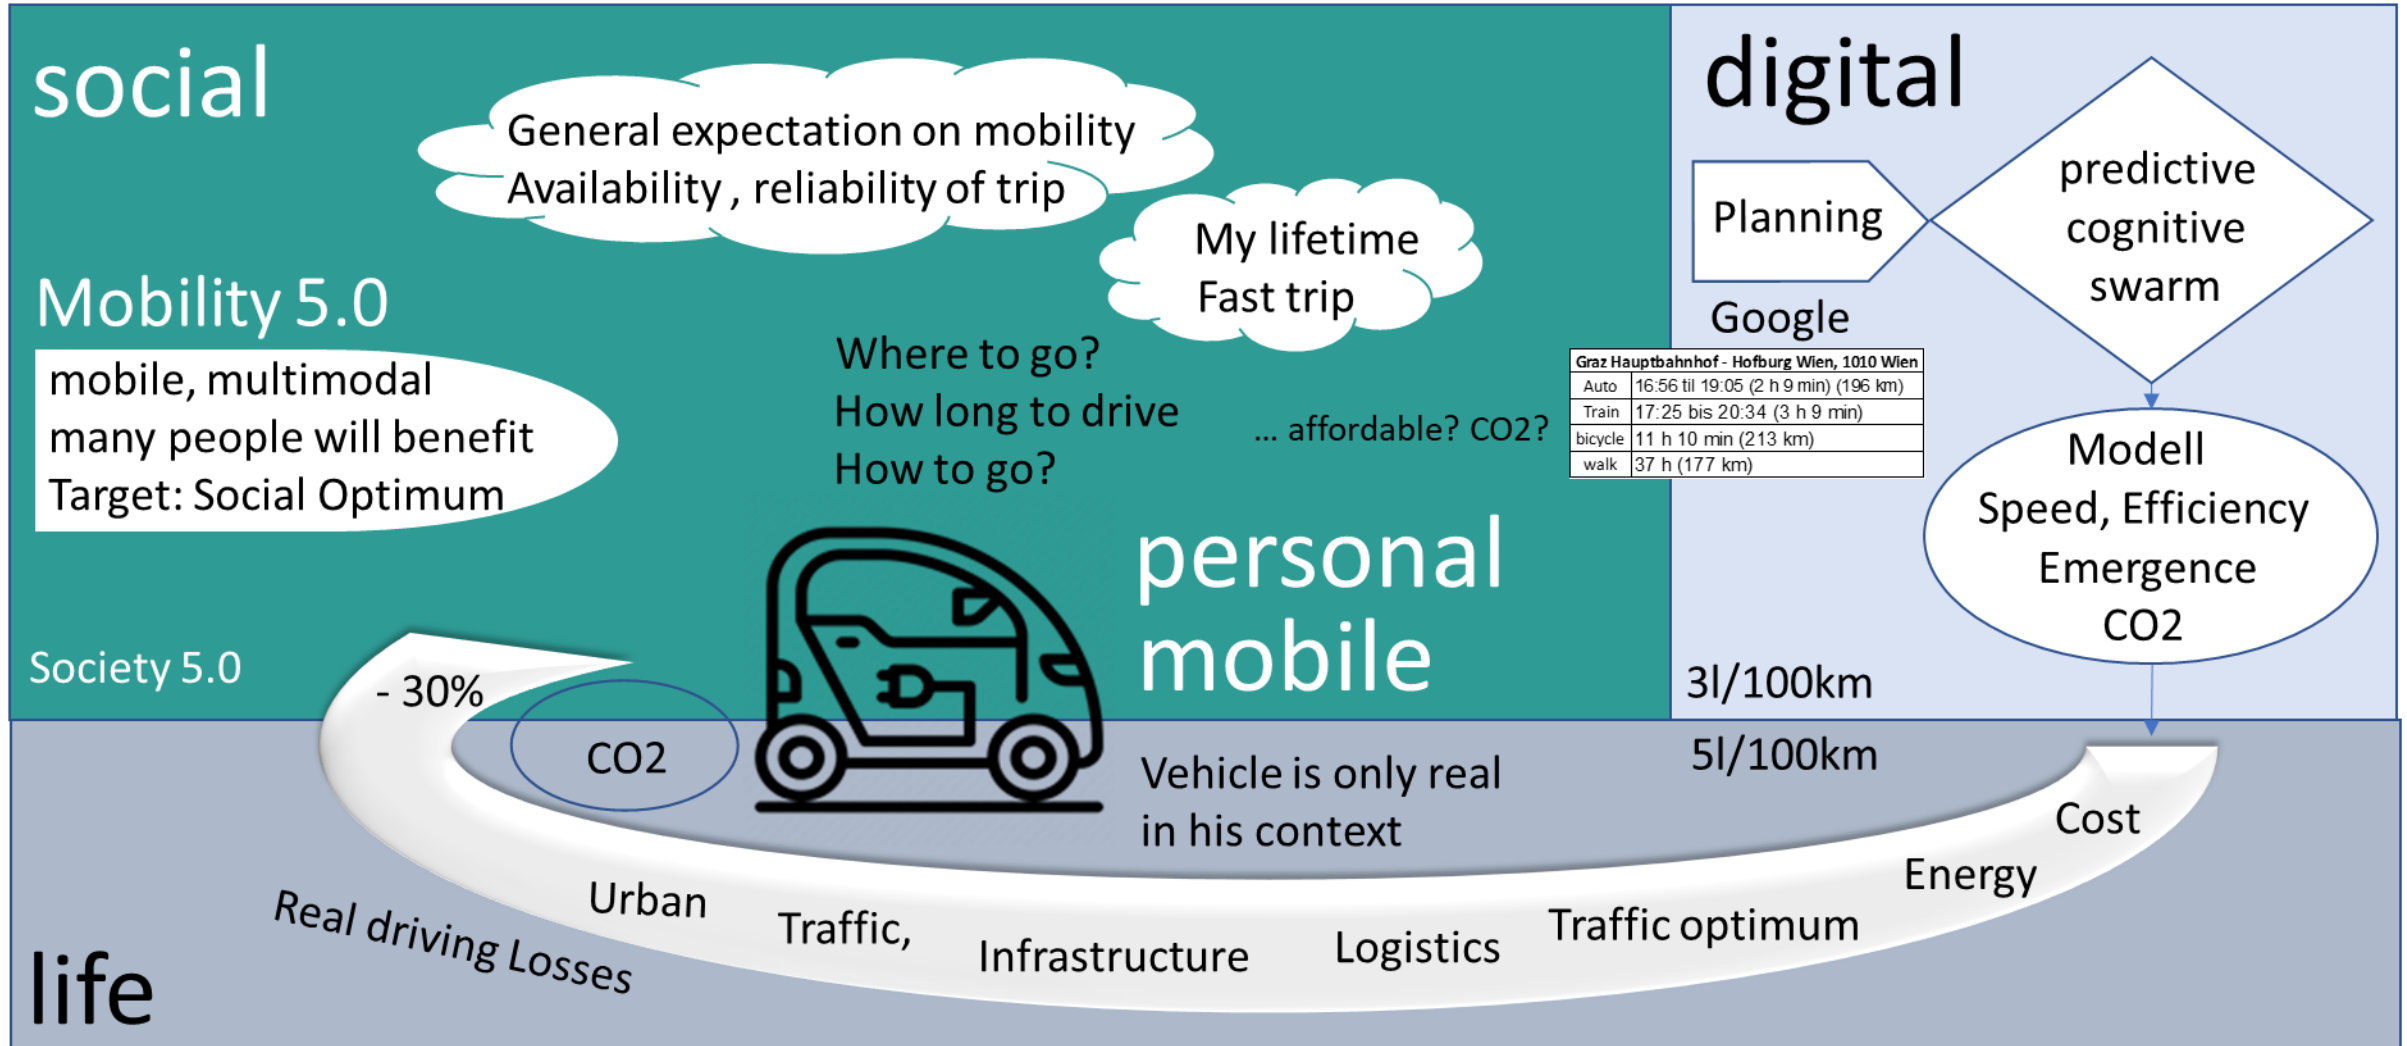 social
General expectation on mobility
Availability , reliability of trip
My lifetime
Fast trip
Mobility 5.0
mobile, multimodal
many people will benefit
Target: Social Optimum
Where to go?
How long to drive
How to go?
... affordable? CO2?
Society 5.0
personal
mobile
digital
Planning
Google
predictive
cognitive
swarm
Graz Hauptbahnhof - Hofburg Wien, 1010 Wien
Auto 16:56 til 19:05 (2 h 9 min) (196 km)
Train 17:25 bis 20:34 (3 h 9 min)
bicycle 11 h 10 min (213 km)
walk 37 h (177 km)
Modell
Speed, Efficiency
Emergence
CO2
3l/100km
5l/100km
- 30%
CO2
Vehicle is only real
in his context
life
Real driving Losses
Urban
Traffic,
Infrastructure
Logistics
Traffic optimum
Energy
Cost